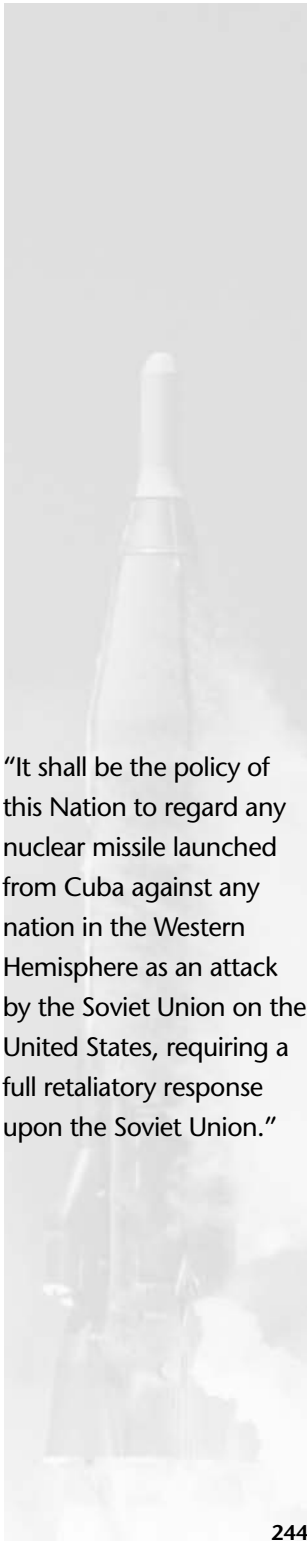 “It shall be the policy of
this Nation to regard any
nuclear missile launched
from Cuba against any
nation in the Western
Hemisphere as an attack
by the Soviet Union on the
United States, requiring a
full retaliatory response
upon the Soviet Union.”
244